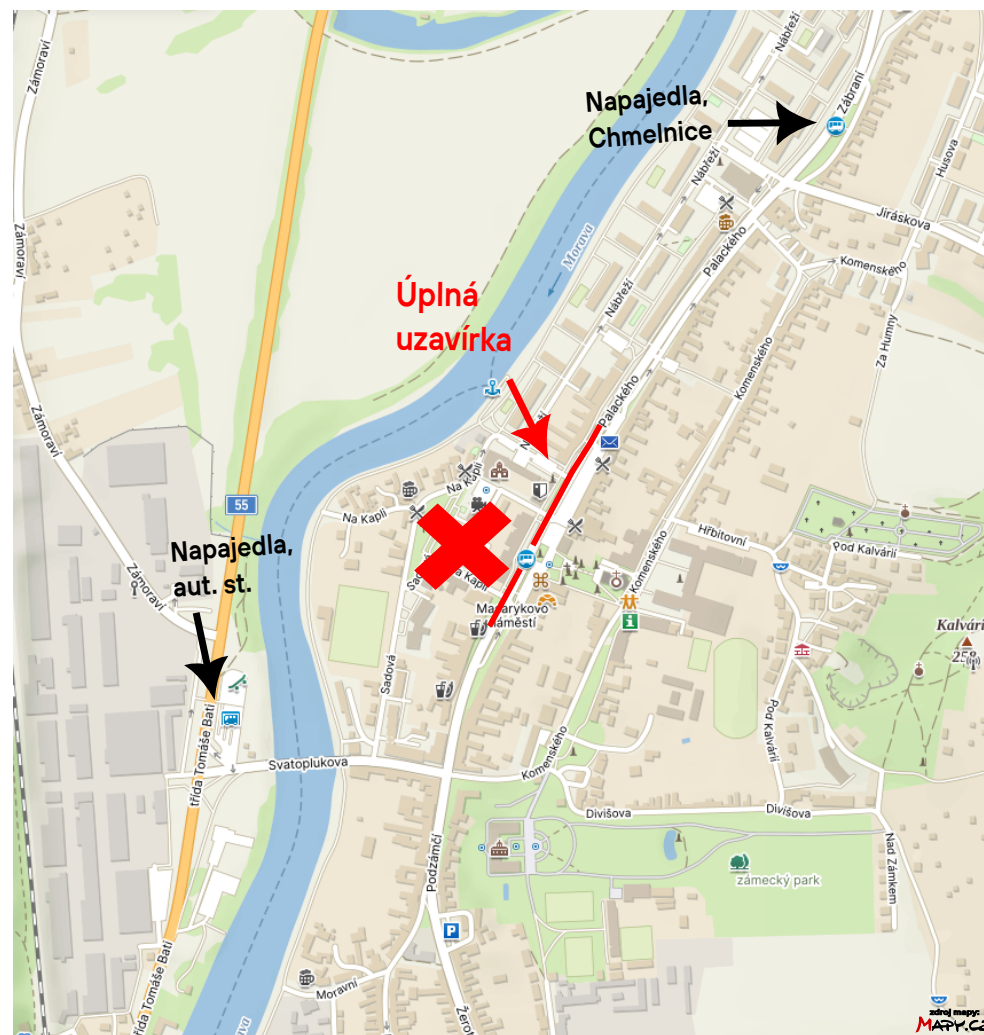 Zámoraví
Nábřeží
Zábraní
Napajedla,
Chmelnice
Husova
Nábřeží
Jiráskova
Palackého
Komenského
Zámoraví
Morava
Nábřeží
Úplná
uzavírka
Za Humny
Komenského
Palackého
Zámoraví
Na Kapli
55
Na Kapli
Hřbitovní
Pod Kalvárií
Napajedla,
aut. st.
Komenského
Na Kapli
Zámoraví
Masarykovo
náměstí
Kalvárie
258
Sadová
třída Tomáše Bati
Pod Kalvárií
Svatoplukova
Komenského
Divišova
Divišova
Podzámčí
Nad Zámkem
zámecký park
P
třída Tomáše Bati
Moravní
zdroj mapy:
MAPY.CZ